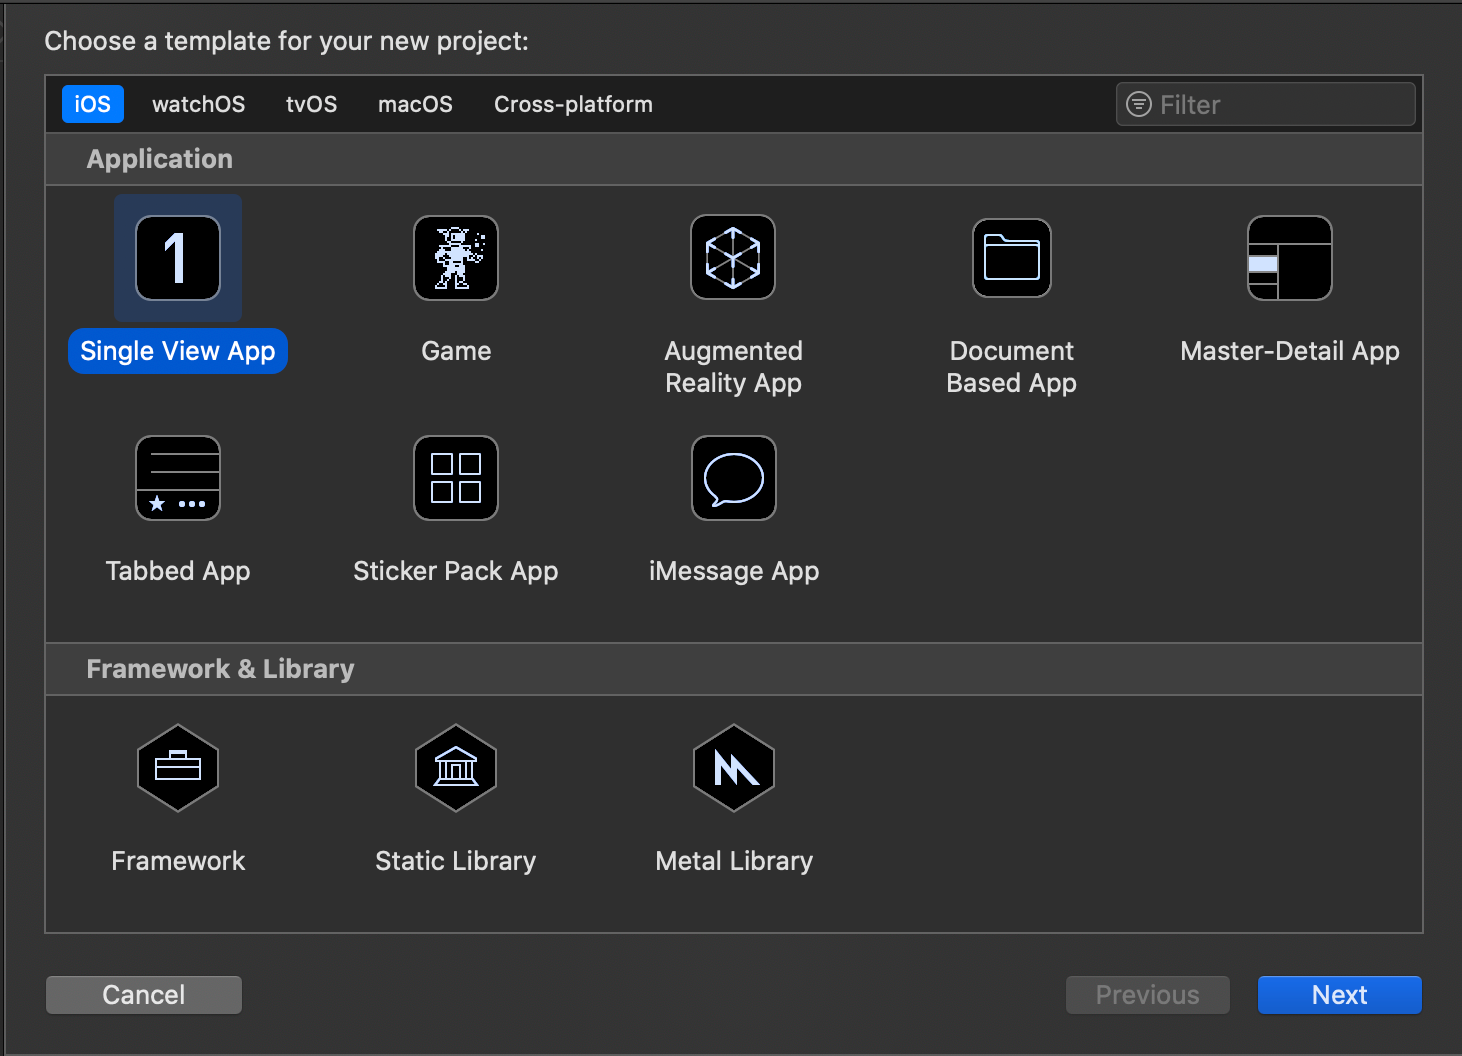 Choose a template for your new project:
iOS watchOS tvOS macOS Cross-platform Filter
Application
1
Single View App Game Augmented Document Master-Detail App
Reality App Based App
Tabbed App Sticker Pack App iMessage App
Framework & Library
Framework Static Library Metal Library
Cancel Previous Next